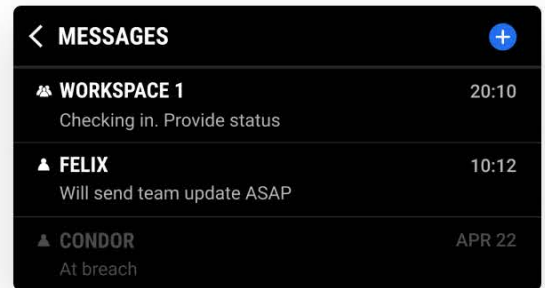 MESSAGES
WORKSPACE 1 20:10
Checking in. Provide status
FELIX 10:12
Will send team update ASAP
CONDOR APR 22
At breach